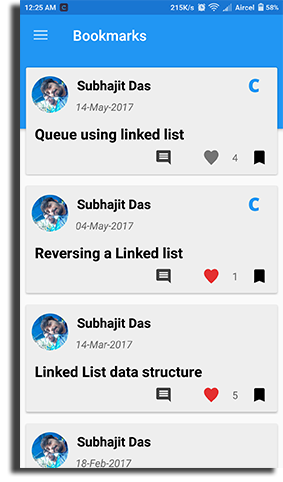 12:25 AM 215K/s Aircel 58%
Bookmarks
Subhajit Das C
14-May-2017
Queue using linked list
4
Subhajit Das C
04-May-2017
Reversing a Linked list
1
Subhajit Das
14-Mar-2017
Linked List data structure
5
Subhajit Das
18-Feb-2017